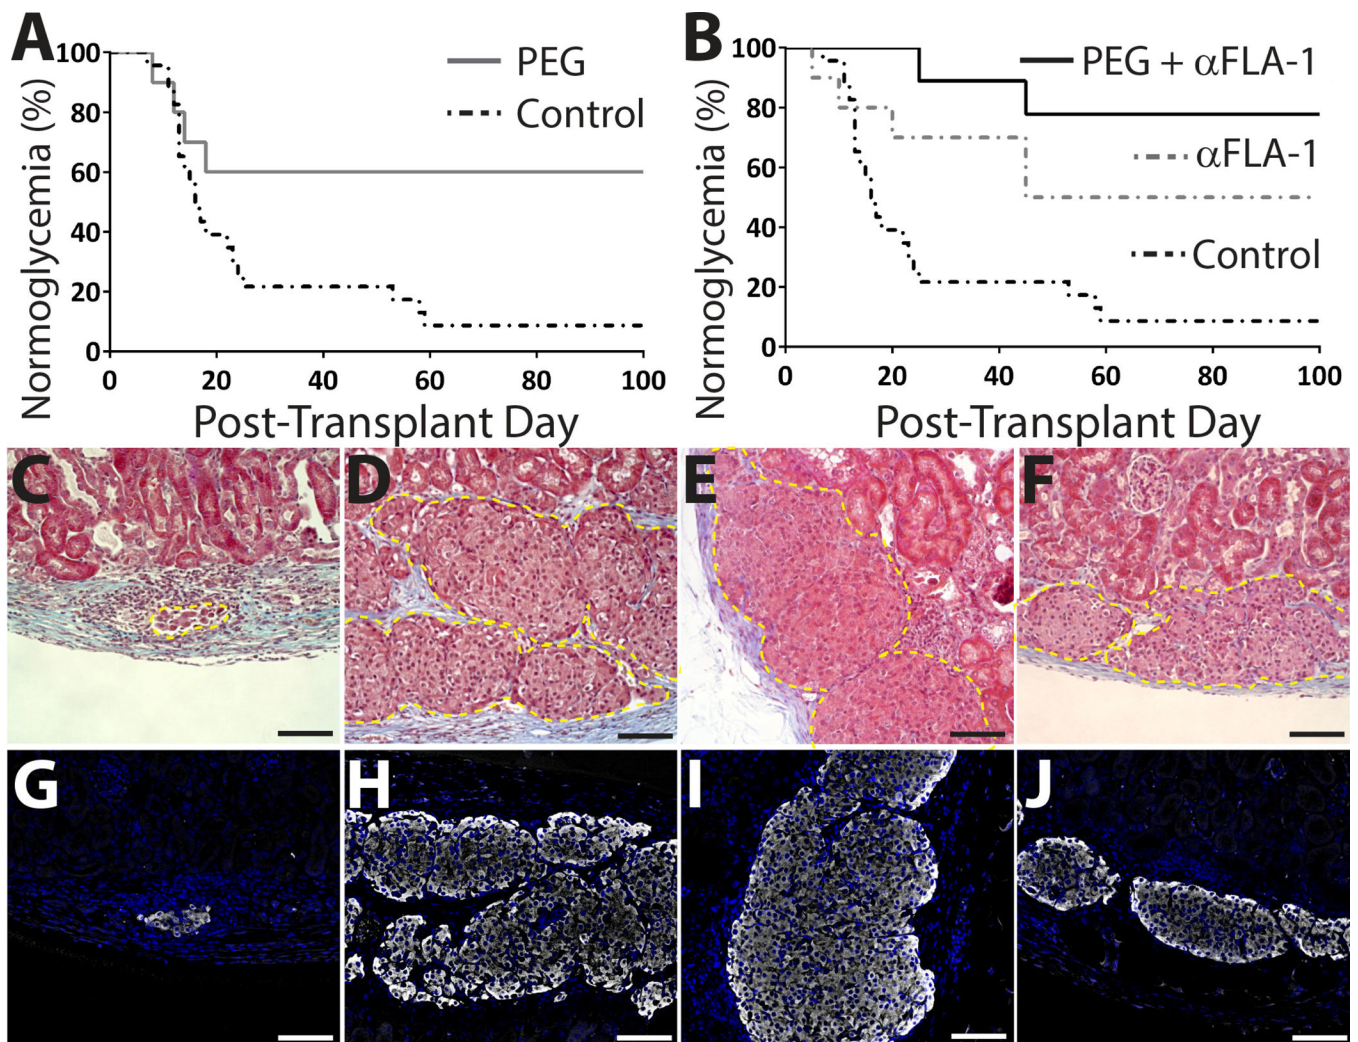 A
Normoglycemia (%)
100
80
60
40
20
0
0 20 40 60 80 100
Post-Transplant Day
PEG
Control
B
Normoglycemia (%)
100
80
60
40
20
0
0 20 40 60 80 100
Post-Transplant Day
PEG + αFLA-1
αFLA-1
Control
C D E F
G H I J